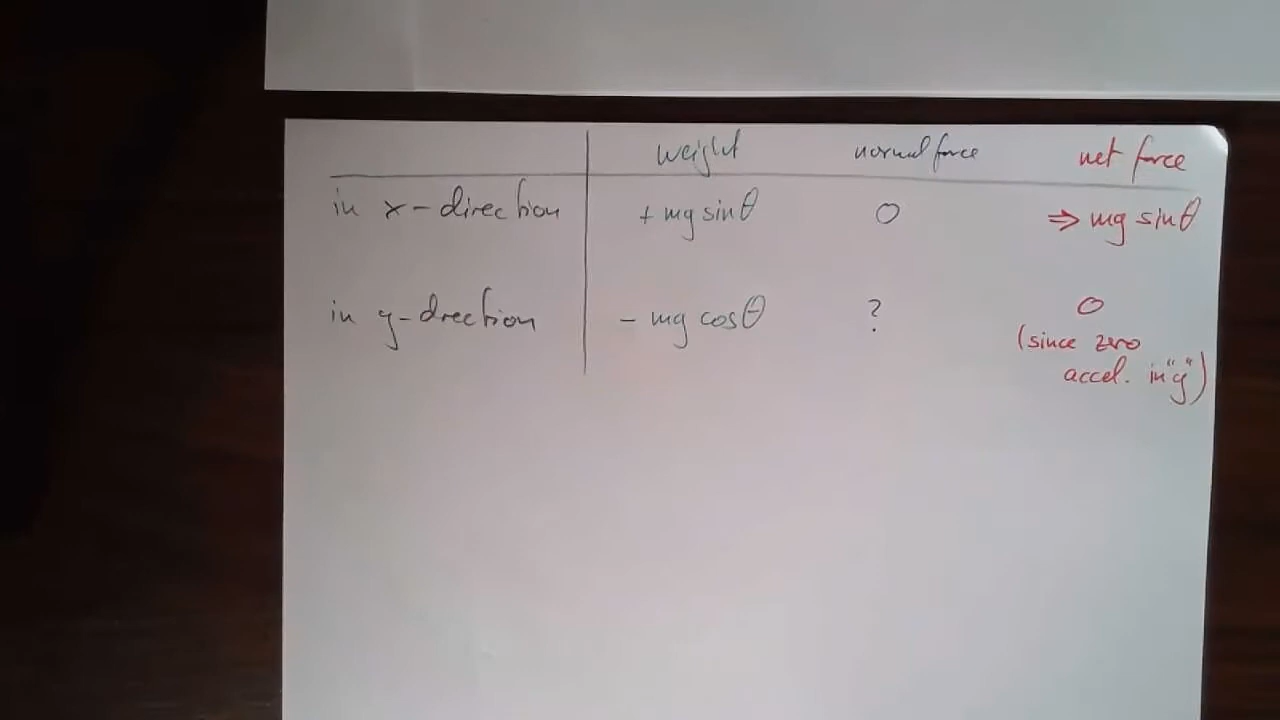 weight normal force net force
in x-direction + mg sinθ 0 ⇒ mg sinθ
in y-drection - mg cosθ ? 0
(since zero
accel. in "y")